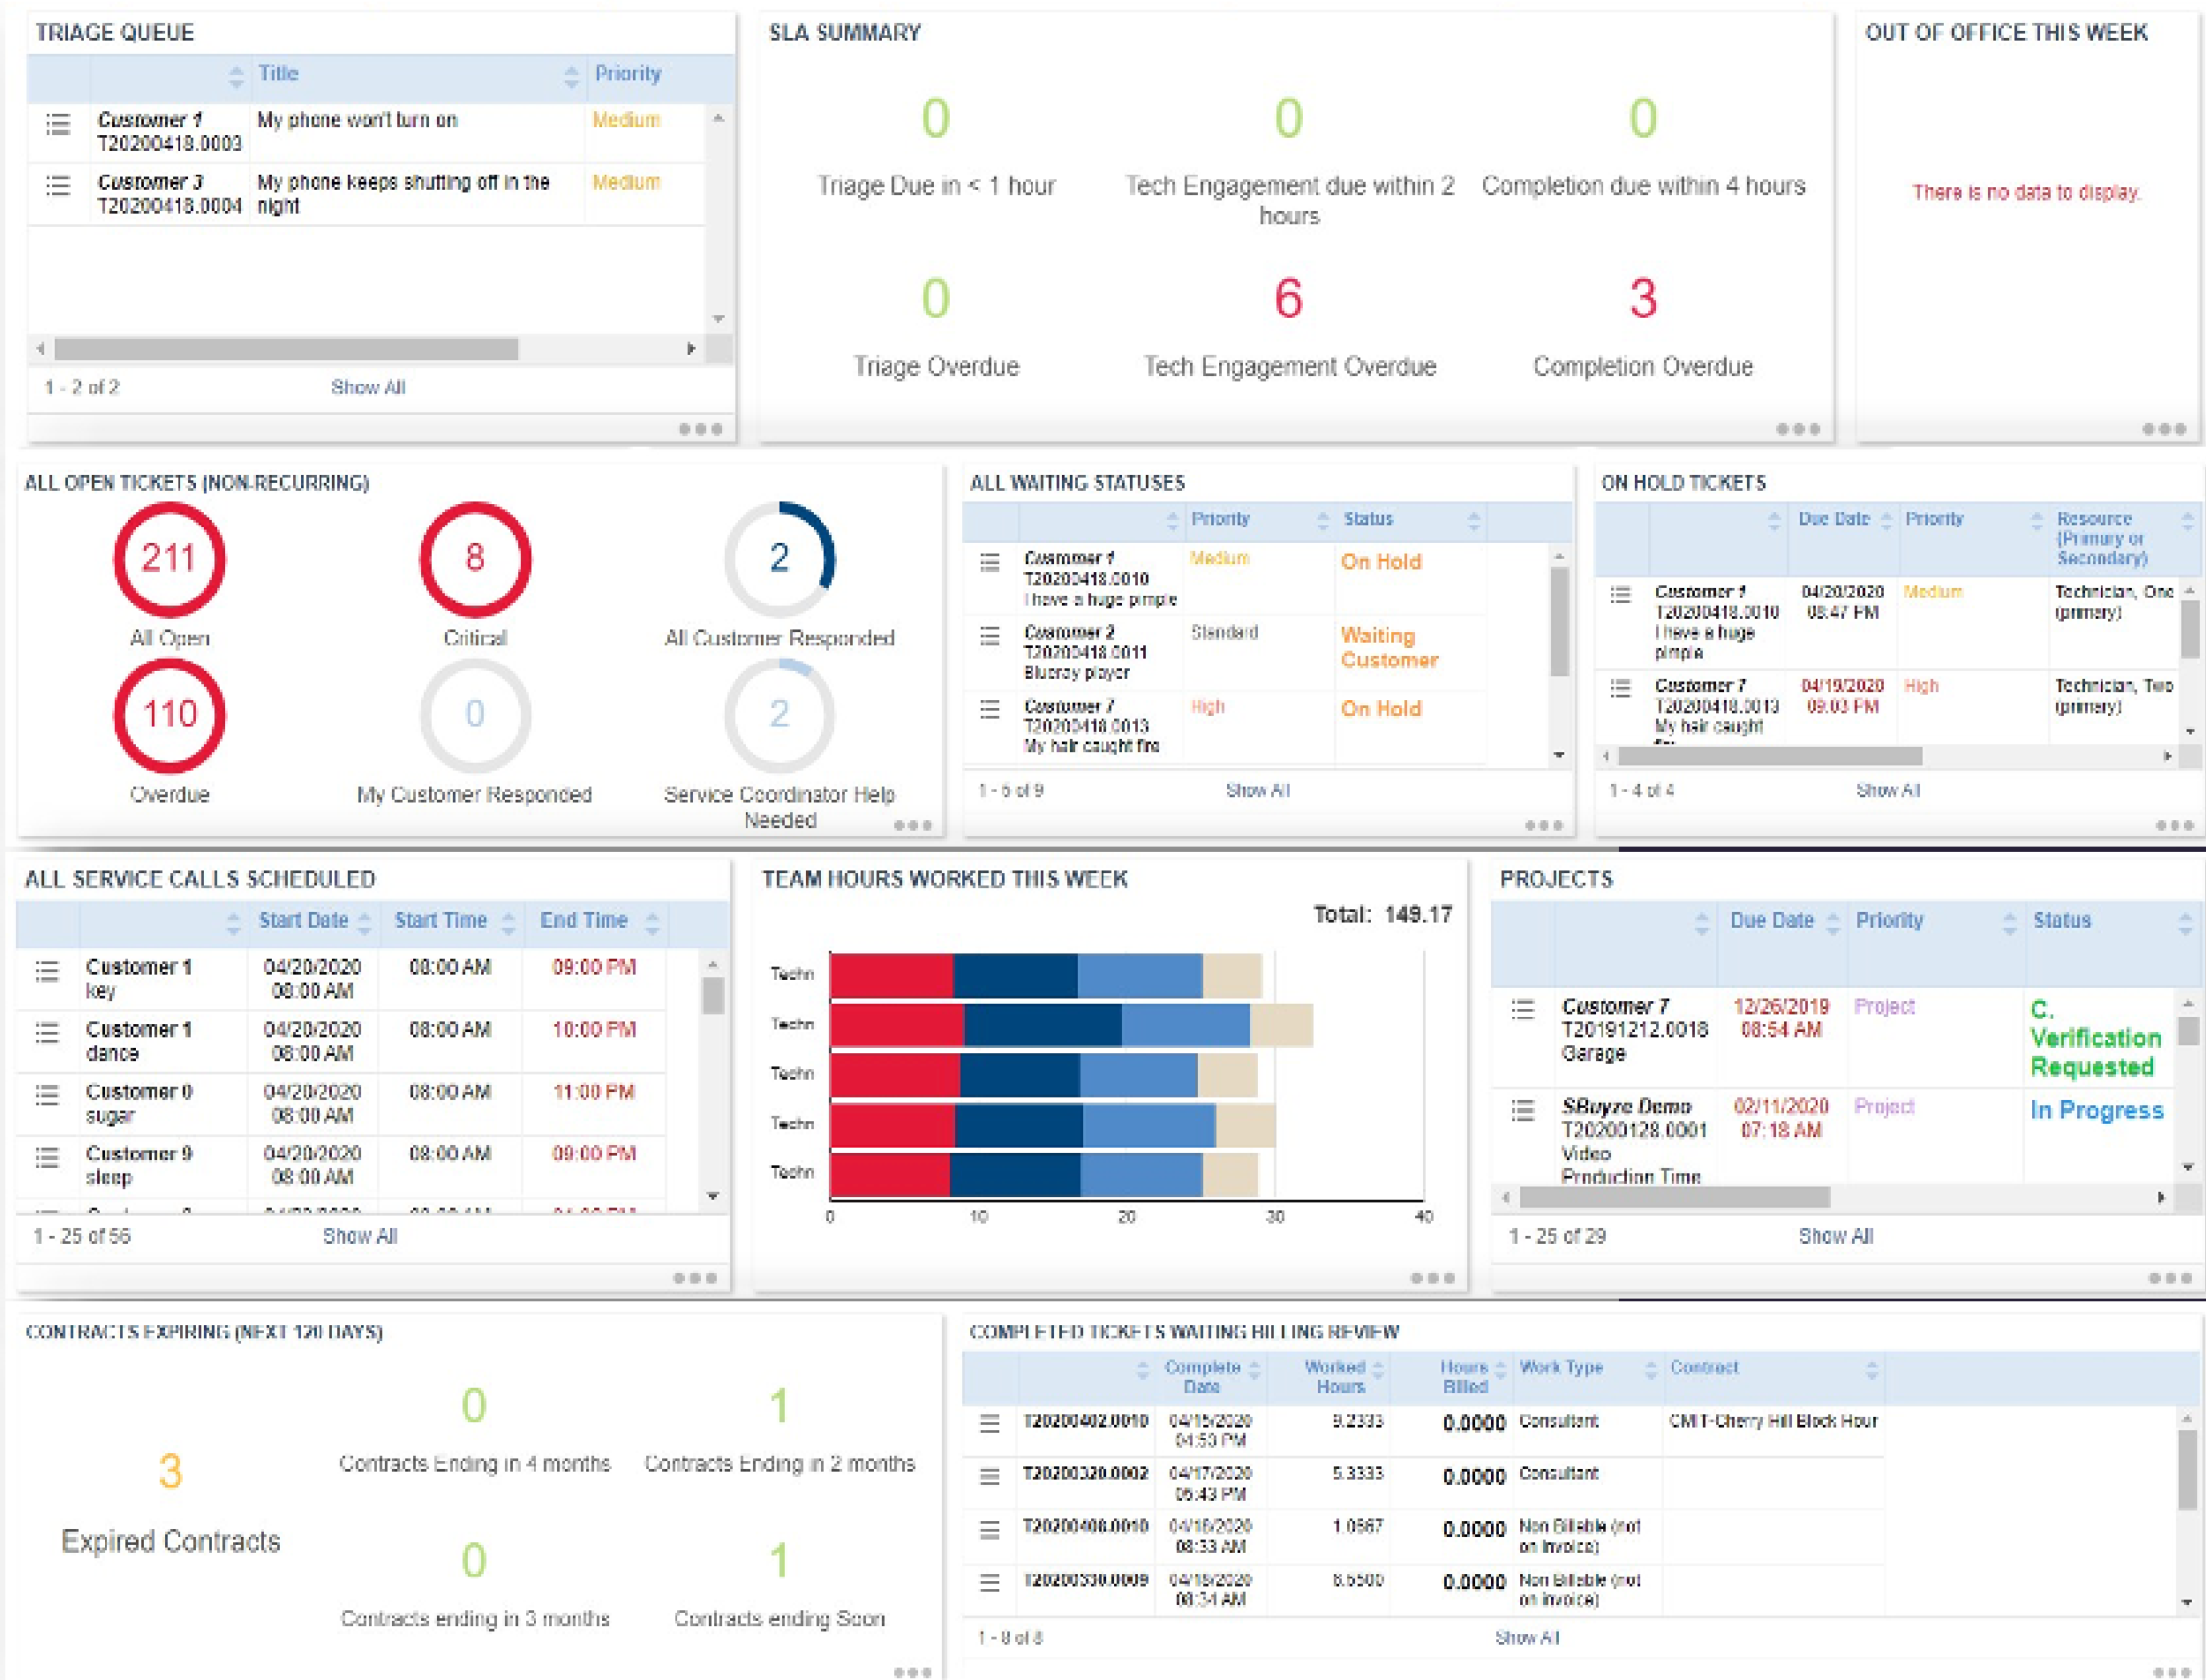 TRIAGE QUEUE
Title
Priority
Customer 1
T20200418.0003
My phone won't turn on
Medium
Customer 3
T20200418.0004
My phone keeps shutting off in the
night
Medium
1 - 2 of 2
Show All
SLA SUMMARY
0
0
0
Triage Due in < 1 hour
Tech Engagement due within 2
hours
Completion due within 4 hours
0
6
3
Triage Overdue
Tech Engagement Overdue
Completion Overdue
OUT OF OFFICE THIS WEEK
There is no data to display.
ALL OPEN TICKETS (NON-RECURRING)
211
8
2
All Open
Critical
All Customer Responded
110
0
2
Overdue
My Customer Responded
Service Coordinator Help
Needed
ALL WAITING STATUSES
Priority
Status
Customer 1
T20200418.0010
I have a huge pimple
Medium
On Hold
Customer 2
T20200418.0011
Blueray player
Standard
Waiting
Customer
Customer 7
T20200418.0013
My hair caught fire
High
On Hold
of 9
Show All
ON HOLD TICKETS
Due Date
Priority
Resource
(Primary or
Secondary)
Customer 1
T20200418.0010
I have a huge
pimple
04/20/2020
08:47 PM
Medium
Technician, One
(primary)
Customer 7
T20200418.0013
My hair caught
04/19/2020
09:03 PM
High
Technician, Two
(primary)
1 - 4 of 4
Show All
ALL SERVICE CALLS SCHEDULED
Start Date
Start Time
End Time
Customer 1
key
04/20/2020
08:00 AM
08:00 AM
09:00 PM
Customer 1
dance
04/20/2020
08:00 AM
08:00 AM
10:00 PM
Customer 0
sugar
04/20/2020
08:00 AM
08:00 AM
11:00 PM
Customer 9
sleep
04/20/2020
08:00 AM
08:00 AM
09:00 PM
1 - 25 of 56
Show All
TEAM HOURS WORKED THIS WEEK
Total: 149.17
Techn
Techn
Techn
Techn
Techn
0
10
20
30
40
PROJECTS
Due Date
Priority
Status
Customer 7
T20191212.0018
Garage
12/26/2019
08:54 AM
Project
C.
Verification
Requested
SBuyze Demo
T20200128.0001
Video
Production Time
02/11/2020
07:18 AM
Project
In Progress
1 - 25 of 29
Show All
CONTRACTS EXPIRING (NEXT 120 DAYS)
3
Expired Contracts
0
1
Contracts Ending in 4 months
Contracts Ending in 2 months
0
1
Contracts ending in 3 months
Contracts ending Soon
COMPLETED TICKETS WAITING BILLING REVIEW
Complete
Date
Worked
Hours
Hours
Billed
Work Type
Contract
T20200402.0010
04/15/2020
04:50 PM
9.2333
0.0000
Consultant
CMIT-Cherry Hill Block Hour
T20200320.0002
04/17/2020
05:43 PM
5.3333
0.0000
Consultant
T20200408.0010
04/18/2020
08:33 AM
1.0667
0.0000
Non Billable (not
on invoice)
T20200330.0009
04/18/2020
08:34 AM
0.0000
Non Billable (not
on invoice)
1 - 8 of 8
Show All